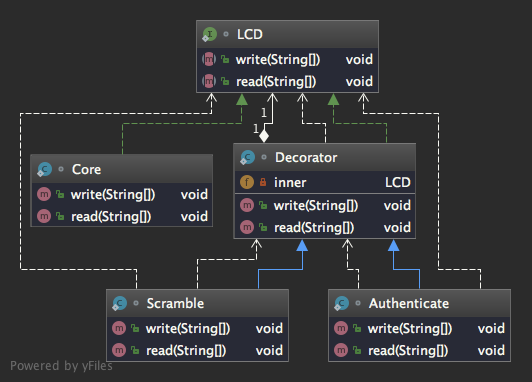 LCD
write(String[]) void
read(String[]) void
1
1
Core
write(String[]) void
read(String[]) void
Decorator
inner LCD
write(String[]) void
read(String[]) void
Scramble
write(String[]) void
read(String[]) void
Authenticate
write(String[]) void
read(String[]) void
Powered by yFiles